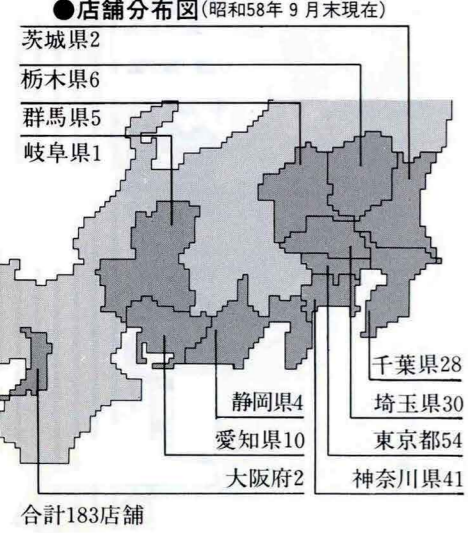 ●店舗分布図(昭和58年9月末現在)
茨城県2
栃木県6
群馬県5
岐阜県1
千葉県28
静岡県4
埼玉県30
愛知県10
東京都54
大阪府2
神奈川県41
合計183店舗